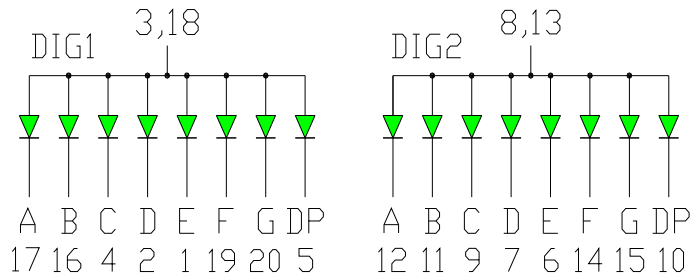 3,18 8,13
DIG1 DIG2
A B C D E F G DP A B C D E F G DP
17 16 4 2 1 19 20 5 12 11 9 7 6 14 15 10